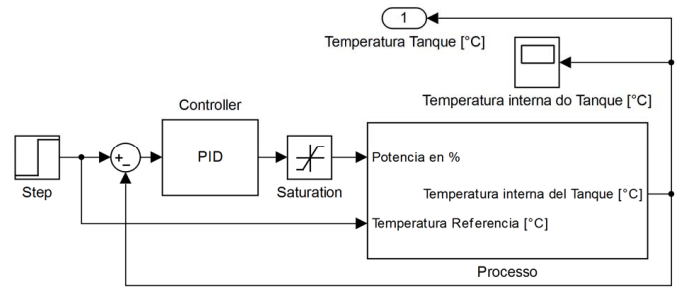 1
Temperatura Tanque [°C]
Temperatura interna do Tanque [°C]
Controller
PID
Step
Saturation
Potencia en %
Temperatura interna del Tanque [°C]
Temperatura Referencia [°C]
Processo